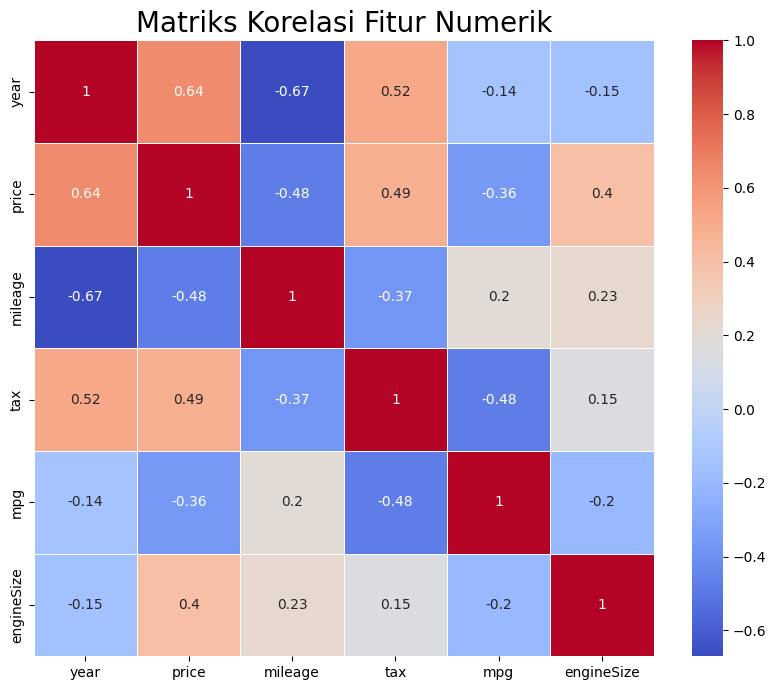 Matriks Korelasi Fitur Numerik
year 1 0.64 -0.67 0.52 -0.14 -0.15
price 0.64 1 -0.48 0.49 -0.36 0.4
mileage -0.67 -0.48 1 -0.37 0.2 0.23
tax 0.52 0.49 -0.37 1 -0.48 0.15
mpg -0.14 -0.36 0.2 -0.48 1 -0.2
engineSize -0.15 0.4 0.23 0.15 -0.2 1
year price mileage tax mpg engineSize
1.0
0.8
0.6
0.4
0.2
0.0
-0.2
-0.4
-0.6